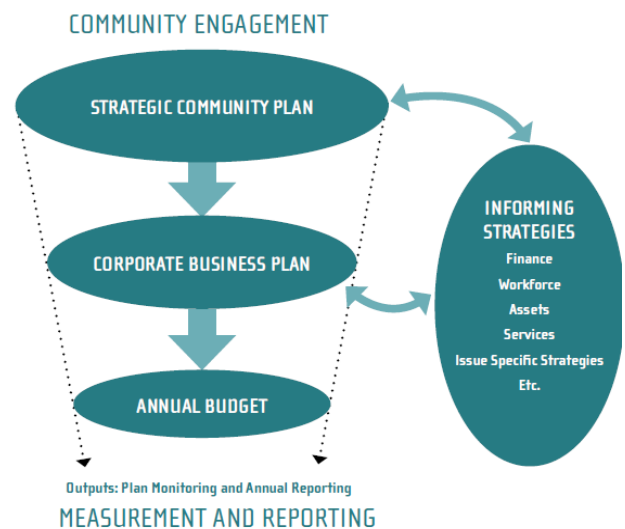 COMMUNITY ENGAGEMENT
STRATEGIC COMMUNITY PLAN
CORPORATE BUSINESS PLAN
ANNUAL BUDGET
INFORMING
STRATEGIES
Finance
Workforce
Assets
Services
Issue Specific Strategies
Etc.
Outputs: Plan Monitoring and Annual Reporting
MEASUREMENT AND REPORTING